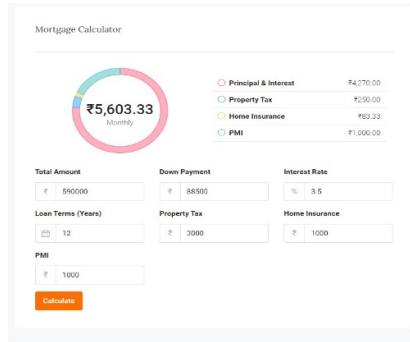 Mortgage Calculator
₹5,603.33
Monthly
Principal & Interest ₹4,270.00
Property Tax ₹250.00
Home Insurance ₹83.33
PMI ₹1,000.00
Total Amount Down Payment Interest Rate
₹ 590000 ₹ 88500 % 3.5
Loan Terms (Years) Property Tax Home Insurance
12 ₹ 3000 ₹ 1000
PMI
₹ 1000
Calculate